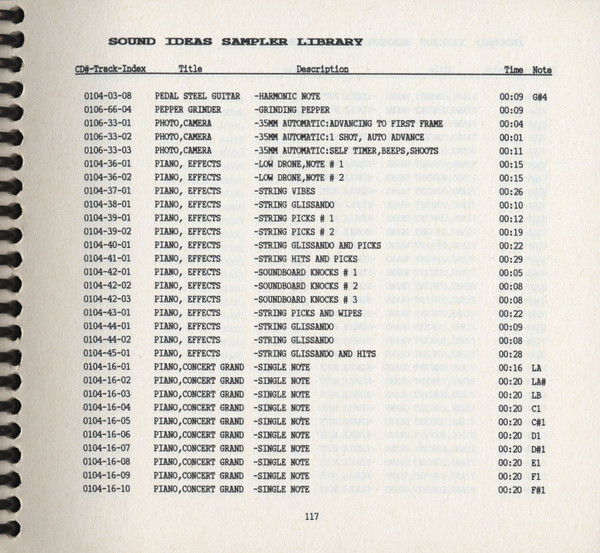 SOUND IDEAS SAMPLER LIBRARY
CD#-Track-Index Title Description Time Note
0104-03-08 PEDAL STEEL GUITAR -HARMONIC NOTE 00:09 G#4
0106-66-04 PEPPER GRINDER -GRINDING PEPPER 00:09
0106-33-01 PHOTO,CAMERA -35MM AUTOMATIC:ADVANCING TO FIRST FRAME 00:04
0106-33-02 PHOTO,CAMERA -35MM AUTOMATIC:1 SHOT, AUTO ADVANCE 00:01
0106-33-03 PHOTO,CAMERA -35MM AUTOMATIC:SELF TIMER,BEEPS,SHOOTS 00:11
0104-36-01 PIANO, EFFECTS -LOW DRONE,NOTE # 1 00:15
0104-36-02 PIANO, EFFECTS -LOW DRONE,NOTE # 2 00:15
0104-37-01 PIANO, EFFECTS -STRING VIBES 00:26
0104-38-01 PIANO, EFFECTS -STRING GLISSANDO 00:10
0104-39-01 PIANO, EFFECTS -STRING PICKS # 1 00:12
0104-39-02 PIANO, EFFECTS -STRING PICKS # 2 00:19
0104-40-01 PIANO, EFFECTS -STRING GLISSANDO AND PICKS 00:22
0104-41-01 PIANO, EFFECTS -STRING HITS AND PICKS 00:29
0104-42-01 PIANO, EFFECTS -SOUNDBOARD KNOCKS # 1 00:05
0104-42-02 PIANO, EFFECTS -SOUNDBOARD KNOCKS # 2 00:08
0104-42-03 PIANO, EFFECTS -SOUNDBOARD KNOCKS # 3 00:08
0104-43-01 PIANO, EFFECTS -STRING PICKS AND WIPES 00:22
0104-44-01 PIANO, EFFECTS -STRING GLISSANDO 00:09
0104-44-02 PIANO, EFFECTS -STRING GLISSANDO 00:08
0104-45-01 PIANO, EFFECTS -STRING GLISSANDO AND HITS 00:28
0104-16-01 PIANO,CONCERT GRAND -SINGLE NOTE 00:16 LA
0104-16-02 PIANO,CONCERT GRAND -SINGLE NOTE 00:20 LA#
0104-16-03 PIANO,CONCERT GRAND -SINGLE NOTE 00:20 LB
0104-16-04 PIANO,CONCERT GRAND -SINGLE NOTE 00:20 C1
0104-16-05 PIANO,CONCERT GRAND -SINGLE NOTE 00:20 C#1
0104-16-06 PIANO,CONCERT GRAND -SINGLE NOTE 00:20 D1
0104-16-07 PIANO,CONCERT GRAND -SINGLE NOTE 00:20 D#1
0104-16-08 PIANO,CONCERT GRAND -SINGLE NOTE 00:20 E1
0104-16-09 PIANO,CONCERT GRAND -SINGLE NOTE 00:20 F1
0104-16-10 PIANO,CONCERT GRAND -SINGLE NOTE 00:20 F#1
117